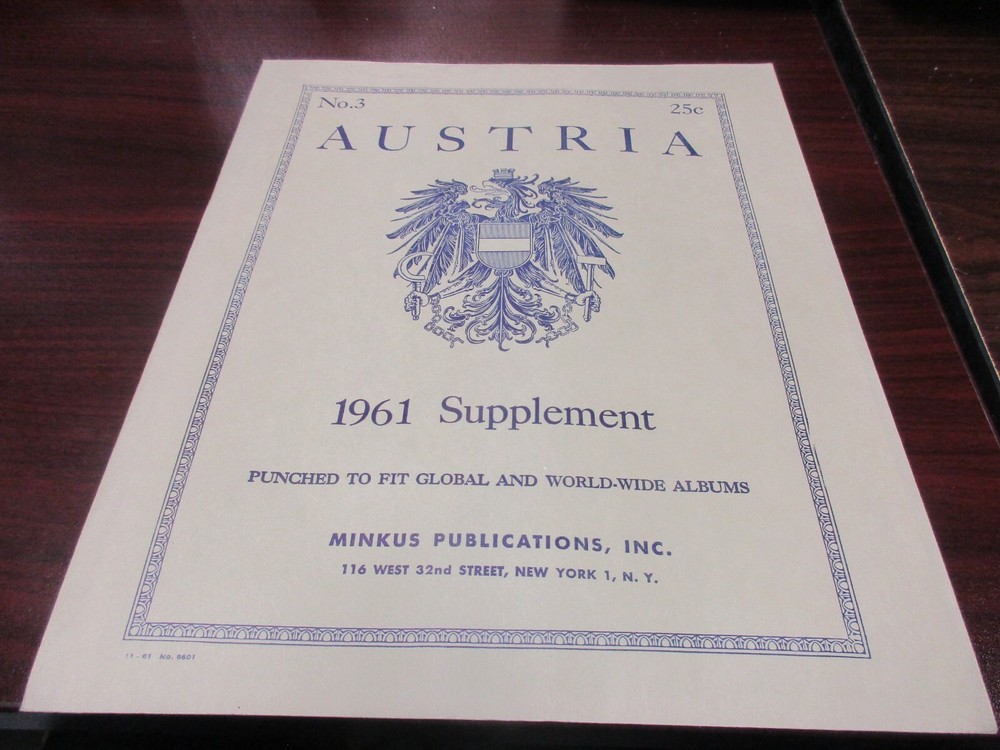 No.3 25c
AUSTRIA
1961 Supplement
PUNCHED TO FIT GLOBAL AND WORLD-WIDE ALBUMS
MINKUS PUBLICATIONS, INC.
116 WEST 32nd STREET, NEW YORK 1, N. Y.
11 - 61 No. 6601